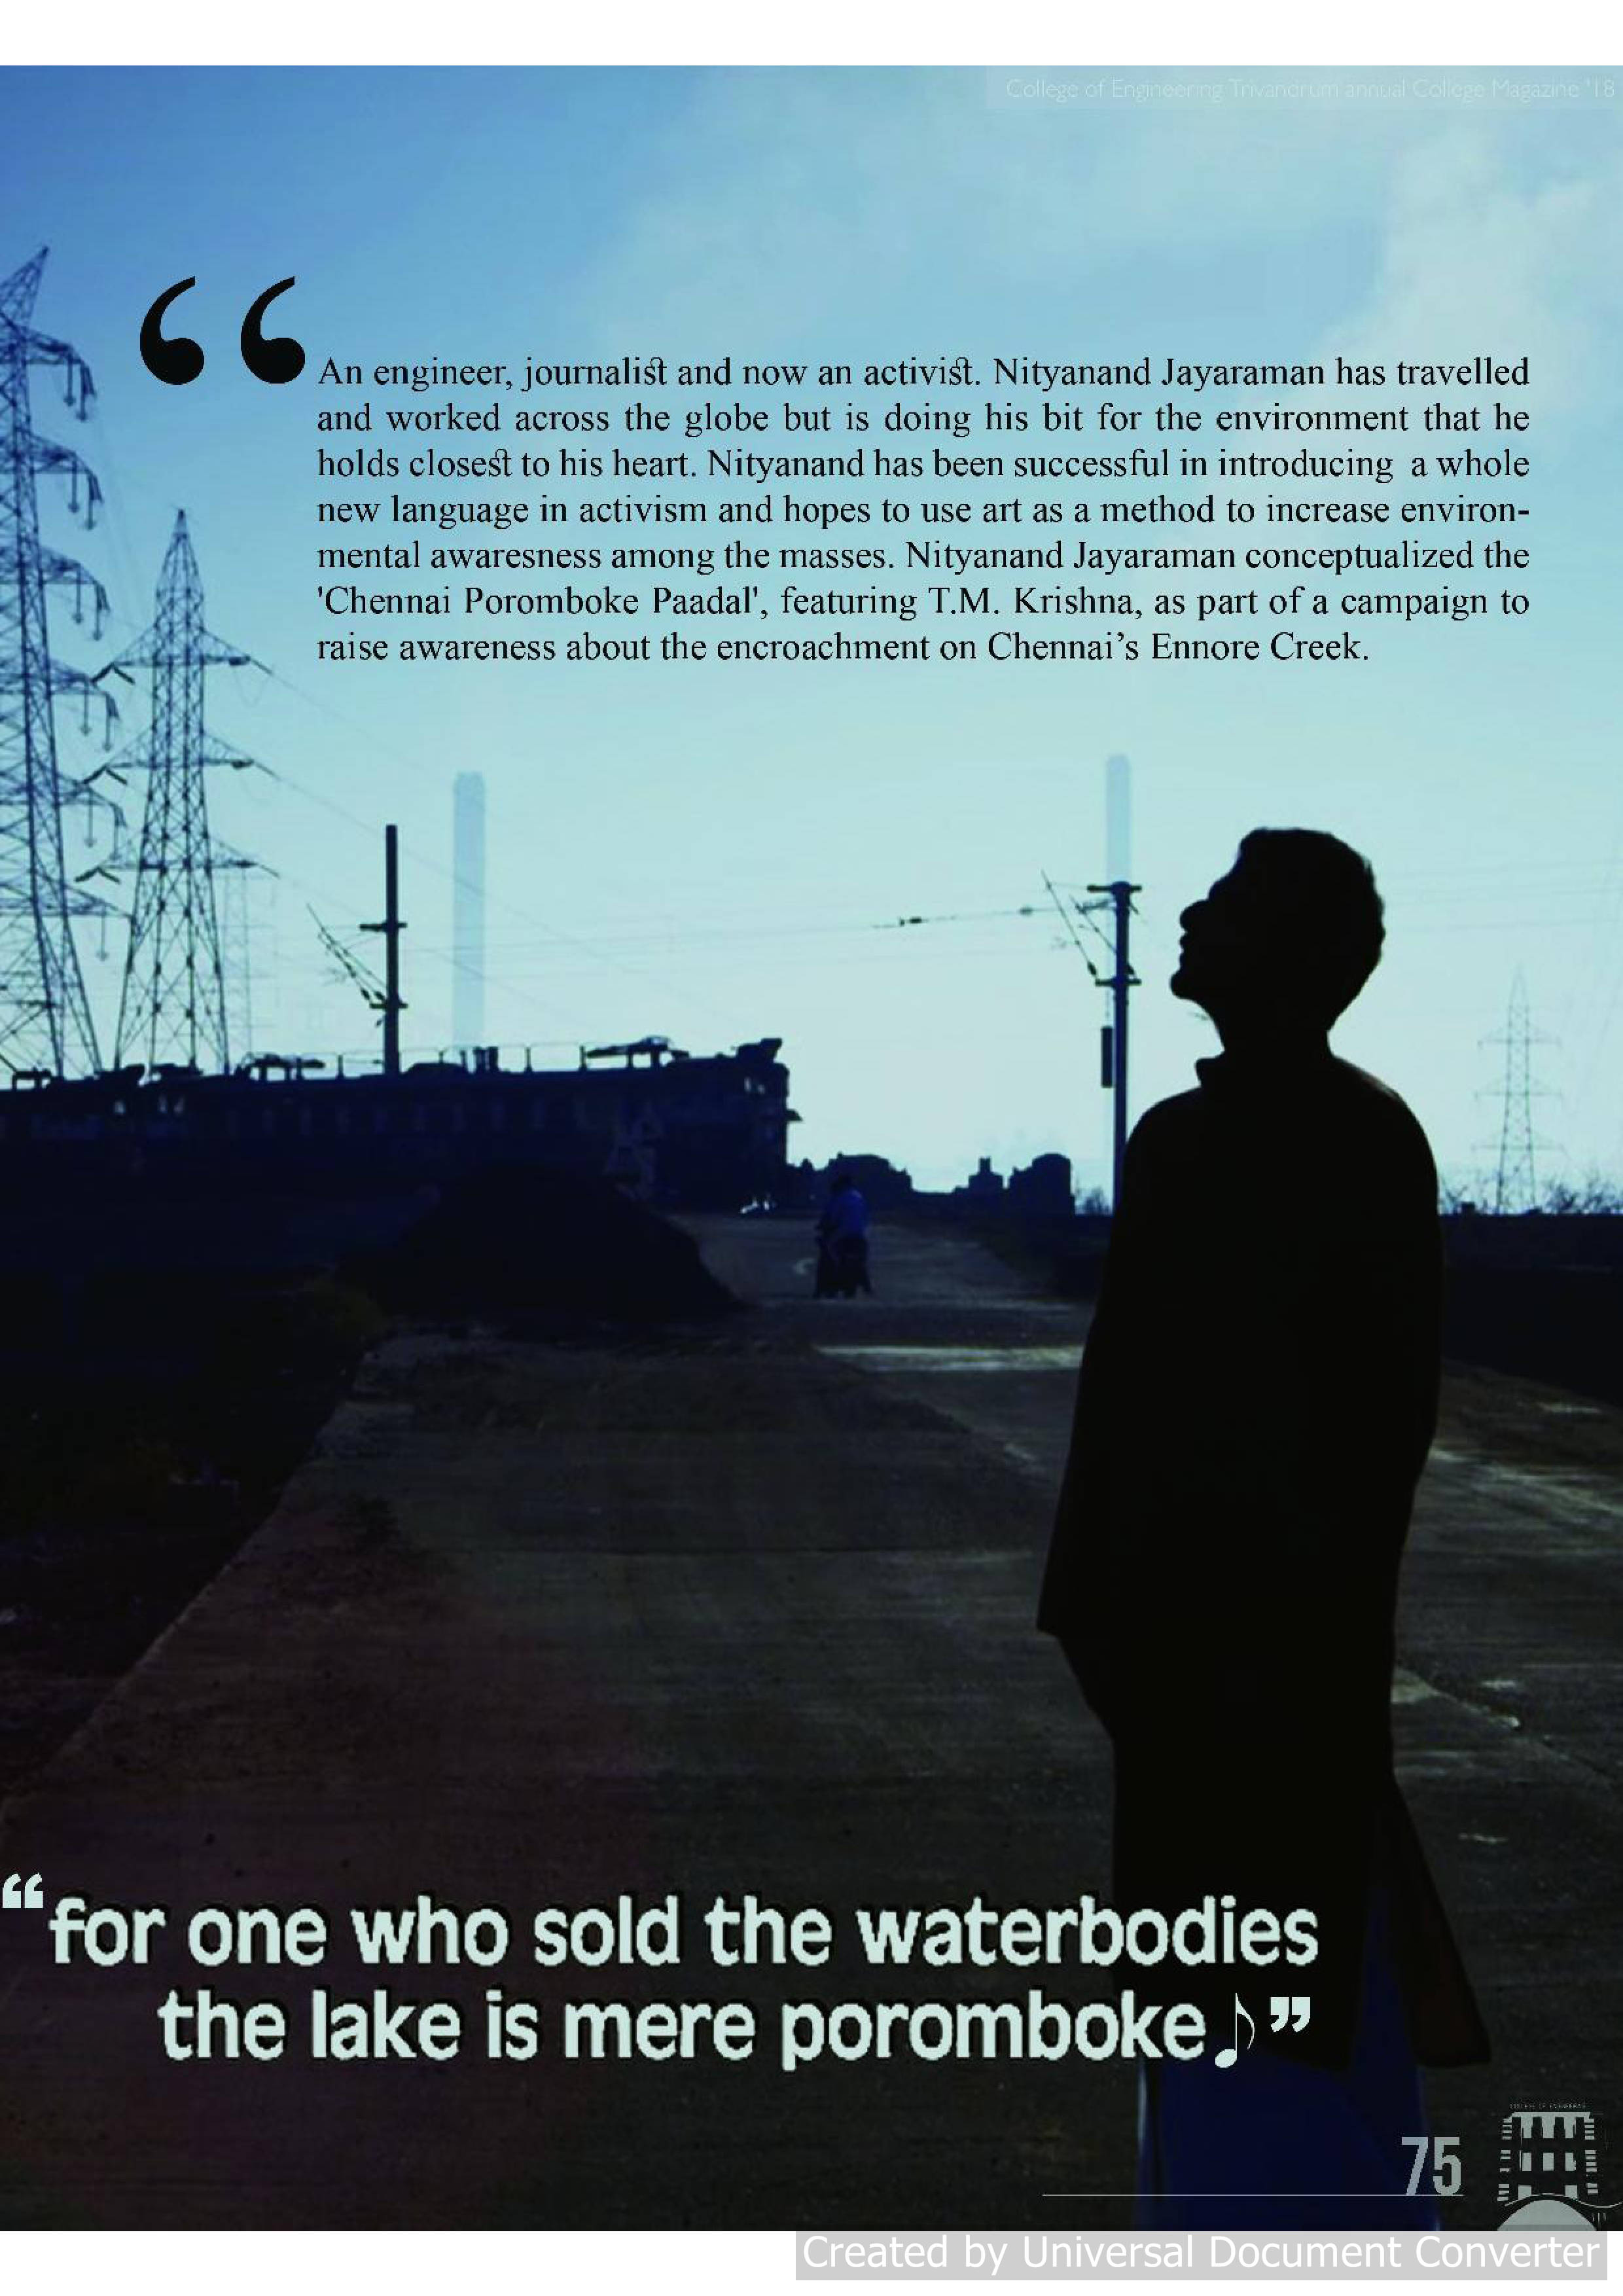 College of Engineering Trivandrum annual College Magazine '18
“
An engineer, journalist and now an activist. Nityanand Jayaraman has travelled
and worked across the globe but is doing his bit for the environment that he
holds closest to his heart. Nityanand has been successful in introducing a whole
new language in activism and hopes to use art as a method to increase environ-
mental awaresness among the masses. Nityanand Jayaraman conceptualized the
'Chennai Poromboke Paadal', featuring T.M. Krishna, as part of a campaign to
raise awareness about the encroachment on Chennai’s Ennore Creek.
“for one who sold the waterbodies
the lake is mere poromboke♪”
COLLEGE OF ENGINEERING
75
Created by Universal Document Converter